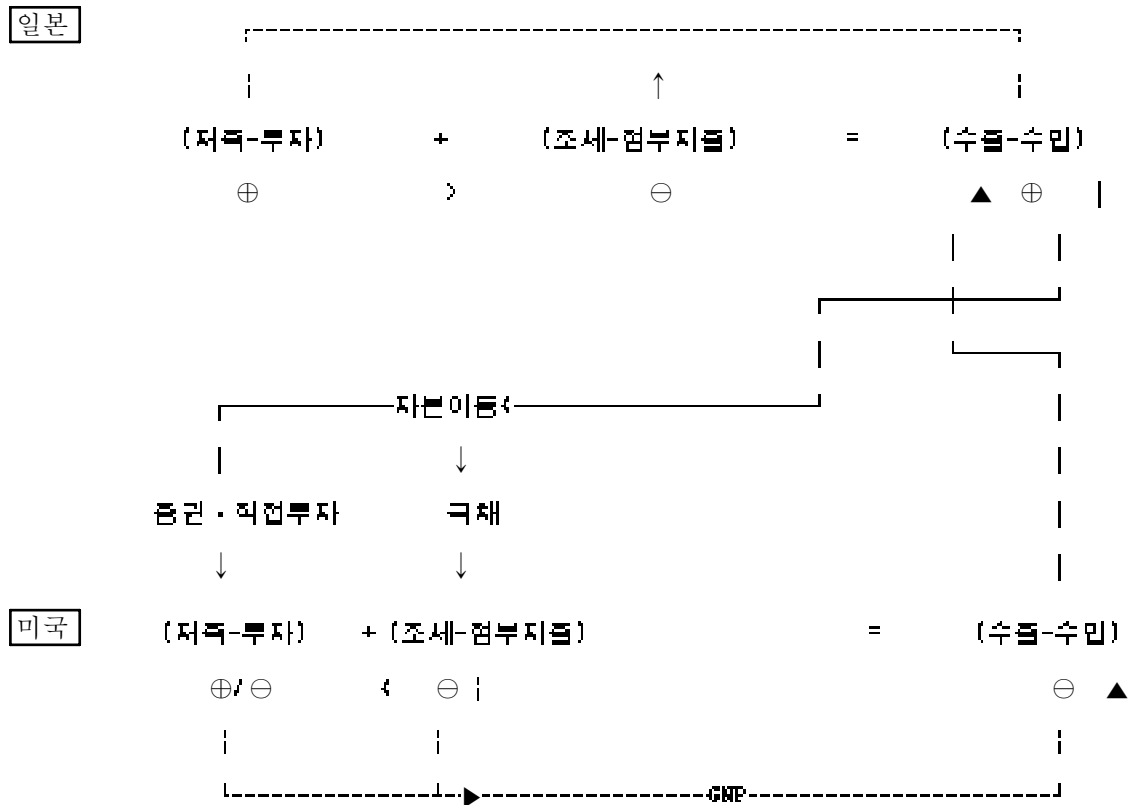 일본
(저축-투자) + (조세-정부지출) = (수출-수입)
⊕ > ⊖ ▲ ⊕
자본이동
증권·직접투자 국채
미국 (저축-투자) + (조세-정부지출) = (수출-수입)
⊕/⊖ < ⊖ ⊖ ▲
GNP